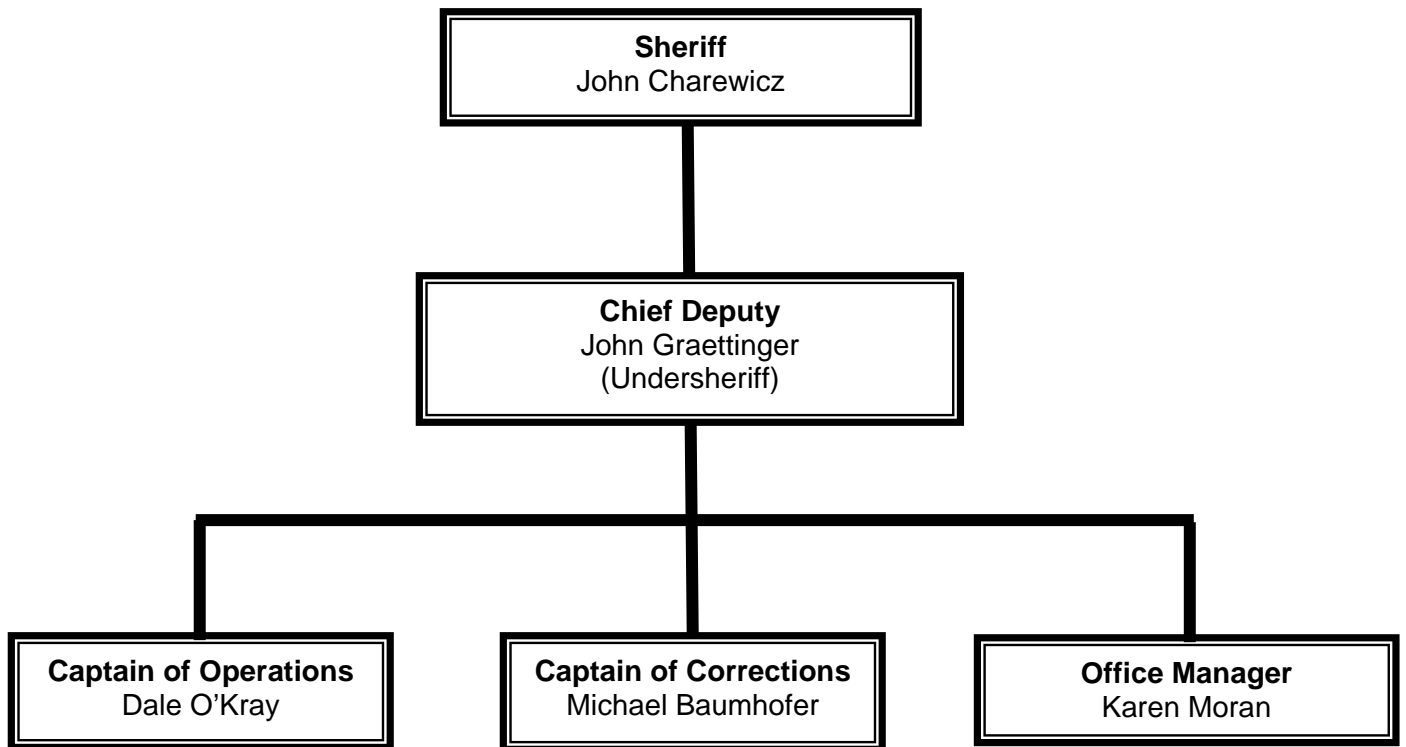 Sheriff
John Charewicz
Chief Deputy
John Graettinger
(Undersheriff)
Captain of Operations
Dale O’Kray
Captain of Corrections
Michael Baumhofer
Office Manager
Karen Moran